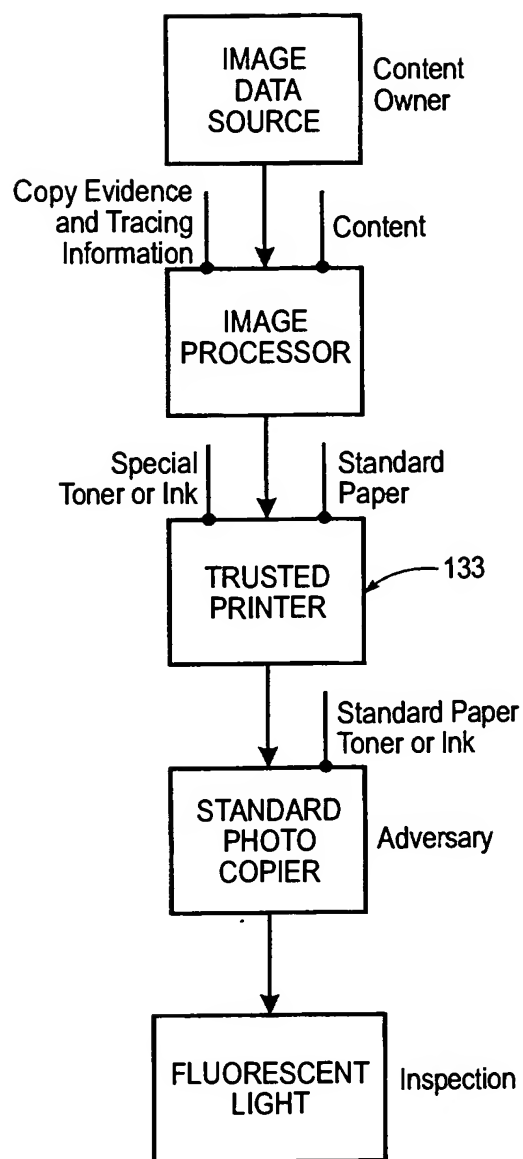 IMAGE
DATA
SOURCE
Content
Owner
Copy Evidence
and Tracing
Information
Content
IMAGE
PROCESSOR
Special
Toner or Ink
Standard
Paper
TRUSTED
PRINTER
133
Standard Paper
Toner or Ink
STANDARD
PHOTO
COPIER
Adversary
FLUORESCENT
LIGHT
Inspection